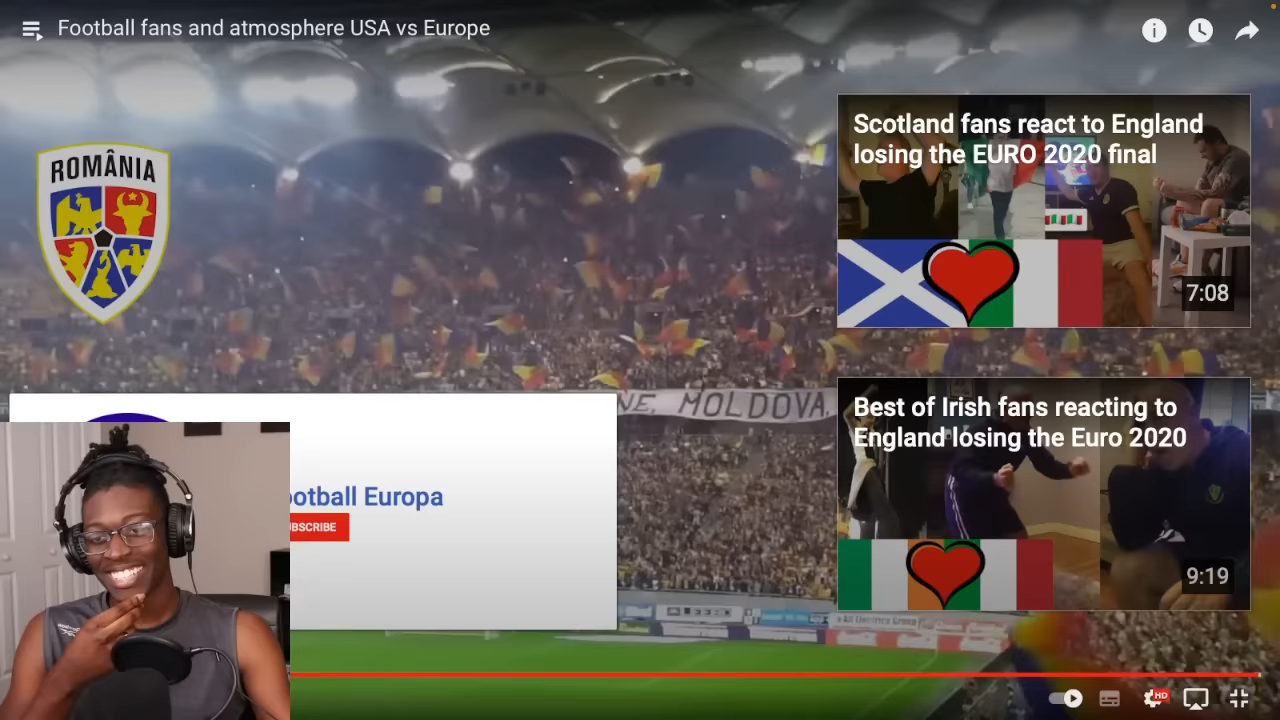 Football fans and atmosphere USA vs Europe
ROMÂNIA
Scotland fans react to England
losing the EURO 2020 final
7:08
NE, MOLDOVA,
Best of Irish fans reacting to
England losing the Euro 2020
9:19
ootball Europa
UBSCRIBE
HD